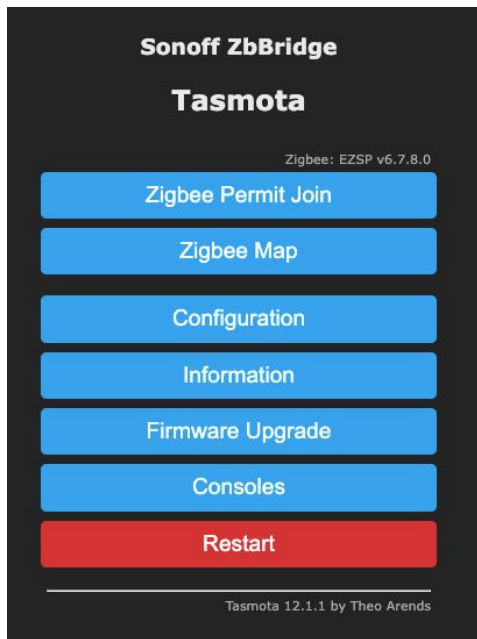 Sonoff ZbBridge
Tasmota
Zigbee: EZSP v6.7.8.0
Zigbee Permit Join
Zigbee Map
Configuration
Information
Firmware Upgrade
Consoles
Restart
Tasmota 12.1.1 by Theo Arends